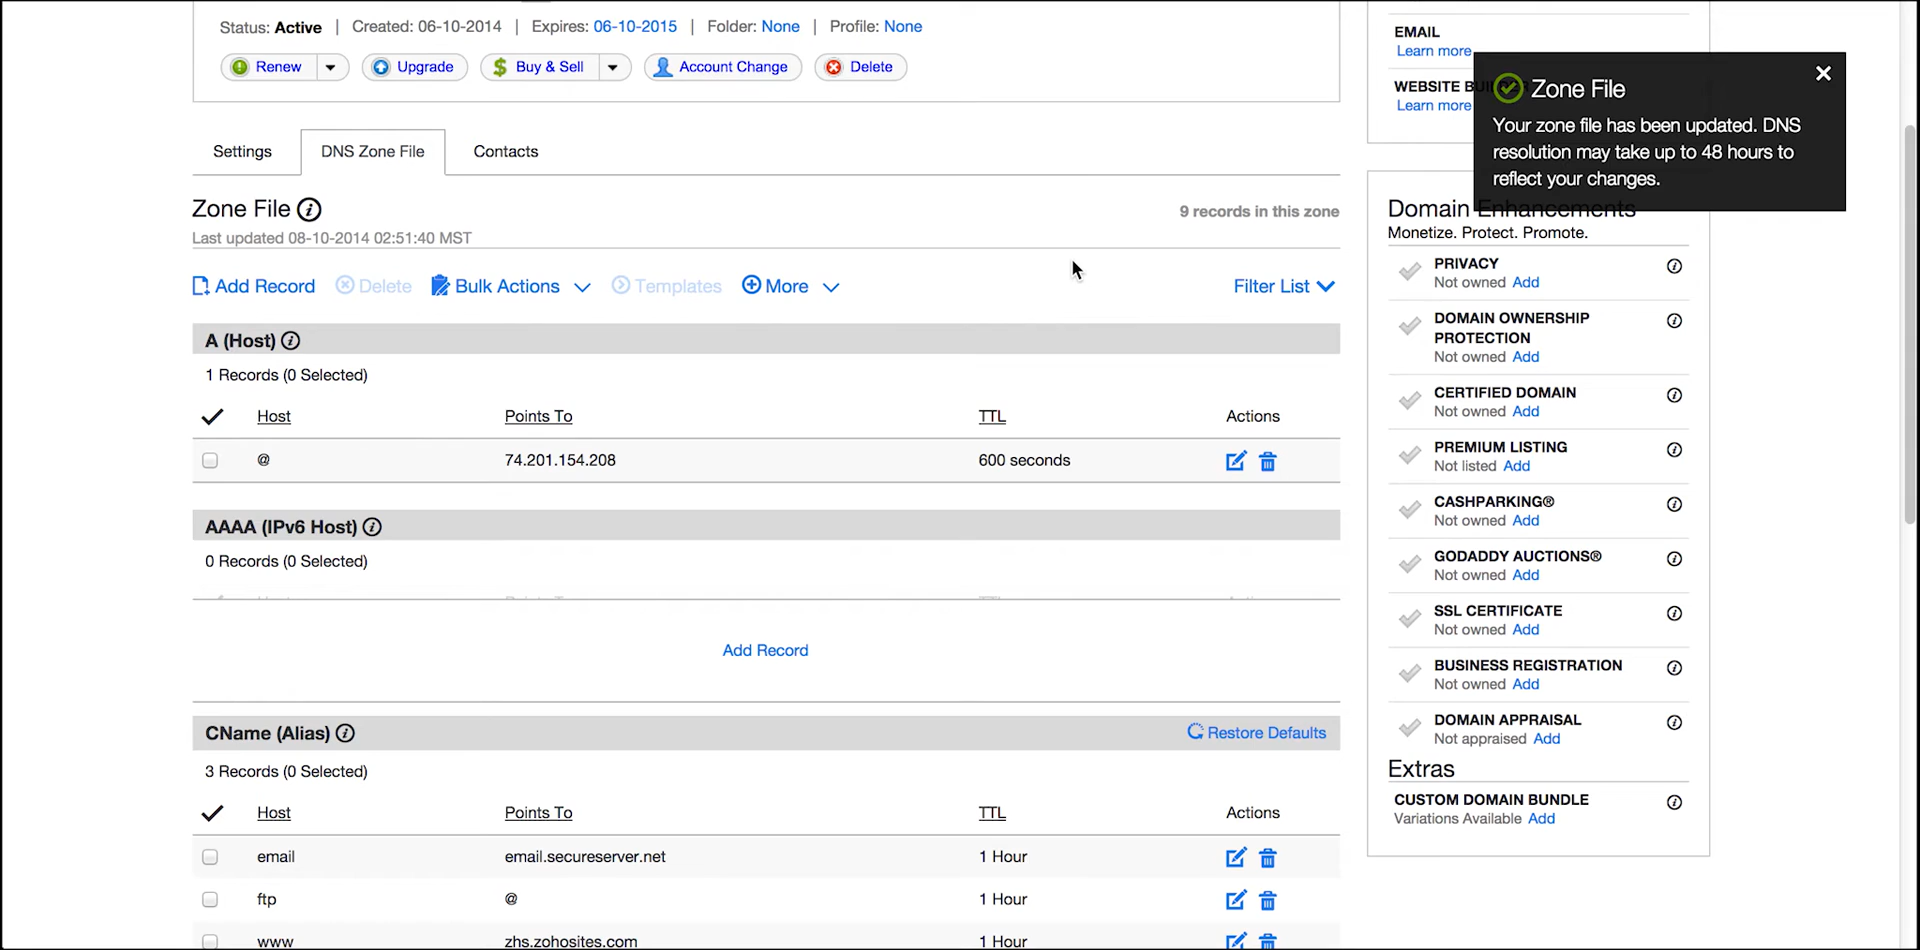 Status: Active | Created: 06-10-2014 | Expires: 06-10-2015 | Folder: None | Profile: None
Renew Upgrade Buy & Sell Account Change Delete
EMAIL
Learn more
WEBSITE
Learn more
Zone File
Your zone file has been updated. DNS
resolution may take up to 48 hours to
reflect your changes.
Settings DNS Zone File Contacts
Zone File
9 records in this zone
Last updated 08-10-2014 02:51:40 MST
Add Record Delete Bulk Actions Templates More Filter List
A (Host)
1 Records (0 Selected)
Host Points To TTL Actions
@ 74.201.154.208 600 seconds
AAAA (IPv6 Host)
0 Records (0 Selected)
Add Record
CName (Alias) Restore Defaults
3 Records (0 Selected)
Host Points To TTL Actions
email email.secureserver.net 1 Hour
ftp @ 1 Hour
www zhs.zohosites.com 1 Hour
Domain Enhancements
Monetize. Protect. Promote.
PRIVACY
Not owned Add
DOMAIN OWNERSHIP
PROTECTION
Not owned Add
CERTIFIED DOMAIN
Not owned Add
PREMIUM LISTING
Not listed Add
CASHPARKING®
Not owned Add
GODADDY AUCTIONS®
Not owned Add
SSL CERTIFICATE
Not owned Add
BUSINESS REGISTRATION
Not owned Add
DOMAIN APPRAISAL
Not appraised Add
Extras
CUSTOM DOMAIN BUNDLE
Variations Available Add